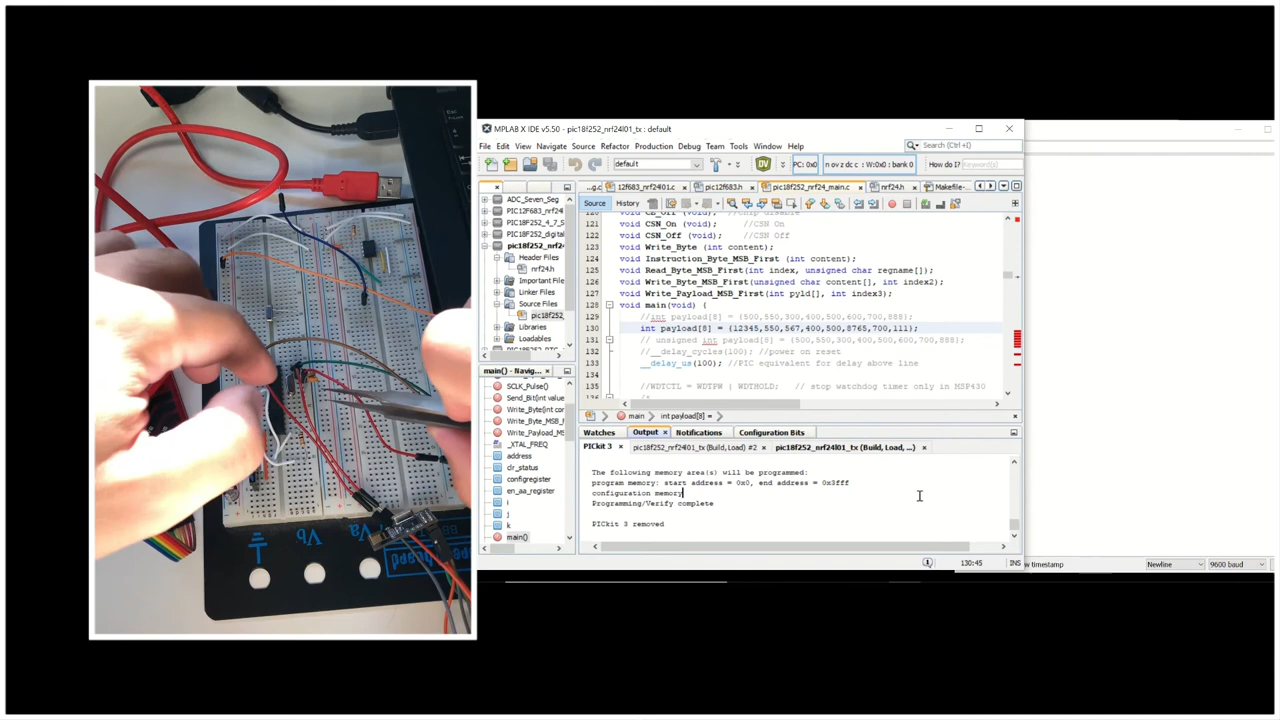 MPLAB X IDE v5.50 - pic18f252_nrf24l01_tx : default
File Edit View Navigate Source Refactor Production Debug Team Tools Window Help
Search (Ctrl+I)
default
PC: 0x0
n ov z dc c : W:0x0 : bank 0
How do I?
Keyword(s)
...g.c
12f683_nrf2401.c
pic12f683.h
pic18f252_nrf24_main.c
nrf24.h
Makefile-
Source
History
ADC_Seven_Seg
PIC12F683_nrf24
PIC18F252_4_7_S
PIC18F252_digita
pic18f252_nrf2
Header Files
nrf24.h
Important Files
Linker Files
Source Files
pic18f252_
Libraries
Loadables
121 void CSN_On (void); //CSN On
122 void CSN_Off (void); //CSN Off
123 void Write_Byte (int content);
124 void Instruction_Byte_MSB_First (int content);
125 void Read_Byte_MSB_First(int index, unsigned char regname[]);
126 void Write_Byte_MSB_First(unsigned char content[], int index2);
127 void Write_Payload_MSB_First(int pyld[], int index3);
128 void main(void) {
129 //int payload[8] = {500,550,300,400,500,600,700,888};
130 int payload[8] = {12345,550,567,400,500,8765,700,111};
131 // unsigned int payload[8] = {500,550,300,400,500,600,700,888};
132 //__delay_cycles(100); //power on reset
133 __delay_us(100); //PIC equivalent for delay above line
134
135 //WDTCTL = WDTPW | WDTHOLD; // stop watchdog timer only in MSP430
main
int payload[8] =
main() - Navig...
SCLK_Pulse()
Send_Bit(int value
Write_Byte(int cor
Write_Byte_MSB_F
Write_Payload_MS
_XTAL_FREQ
address
clr_status
configregister
en_aa_register
i
j
k
main()
Watches
Output
Notifications
Configuration Bits
PICkit 3
pic18f252_nrf24l01_tx (Build, Load) #2
pic18f252_nrf24l01_tx (Build, Load, ...)
The following memory area(s) will be programmed:
program memory: start address = 0x0, end address = 0x3fff
configuration memory
Programming/Verify complete
PICkit 3 removed
130:45
INS
w timestamp
Newline
9600 baud
Vb
Va